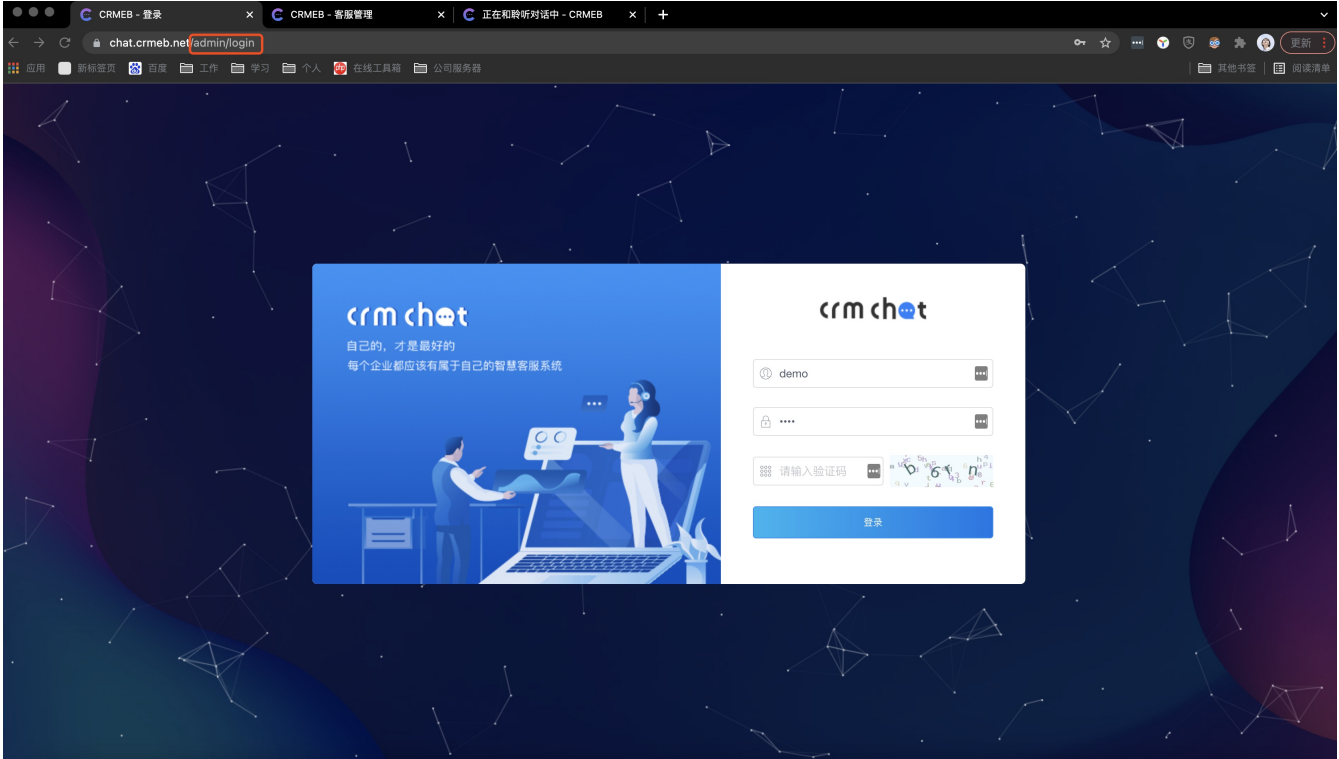 CRMEB - 登录
CRMEB - 客服管理
正在和聆听对话中 - CRMEB
chat.crmeb.net/admin/login
更新
应用
新标签页
百度
工作
学习
个人
php
在线工具箱
公司服务器
其他书签
阅读清单
crm chat
自己的，才是最好的
每个企业都应该有属于自己的智慧客服系统
crm chat
demo
••••
请输入验证码
登录